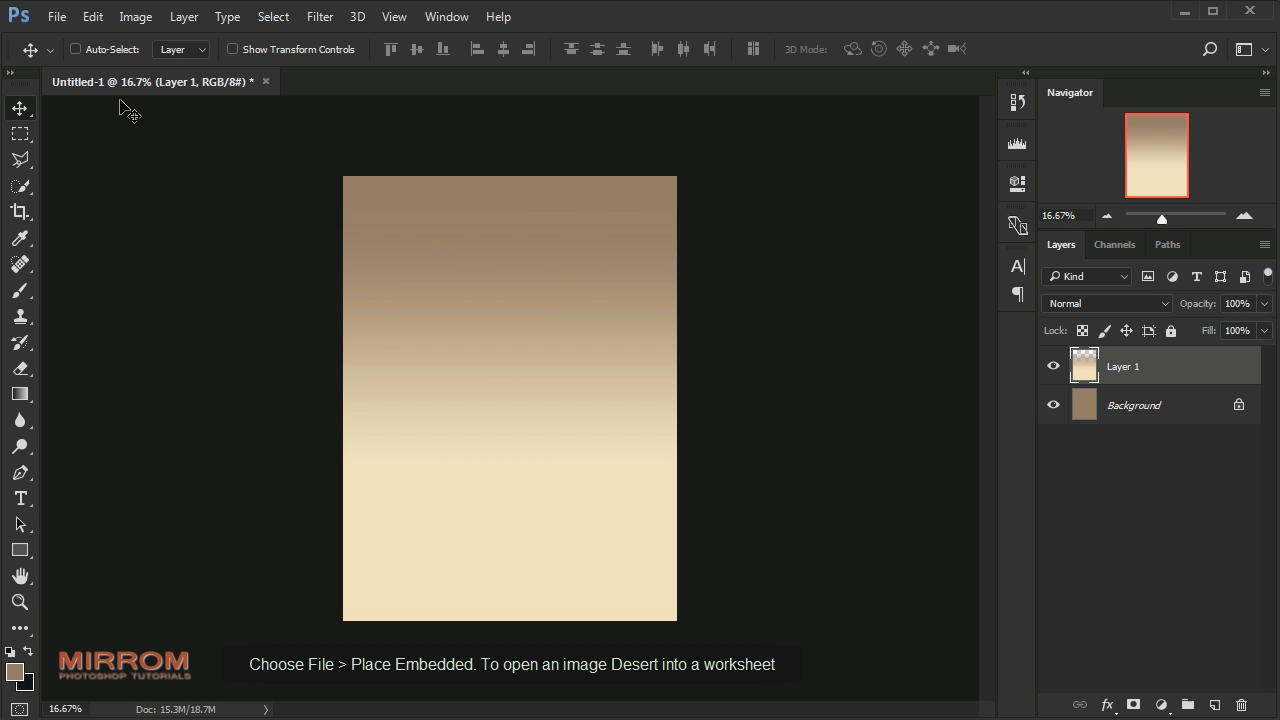 Ps File Edit Image Layer Type Select Filter 3D View Window Help
Auto-Select: Layer Show Transform Controls 3D Mode:
Untitled-1 @ 16.7% (Layer 1, RGB/8#) *
Navigator
16.67%
Layers Channels Paths
Kind
Normal Opacity: 100%
Lock: Fill: 100%
Layer 1
Background
MIRROM
PHOTOSHOP TUTORIALS
Choose File > Place Embedded. To open an image Desert into a worksheet
16.67% Doc: 15.3M/18.7M
fx